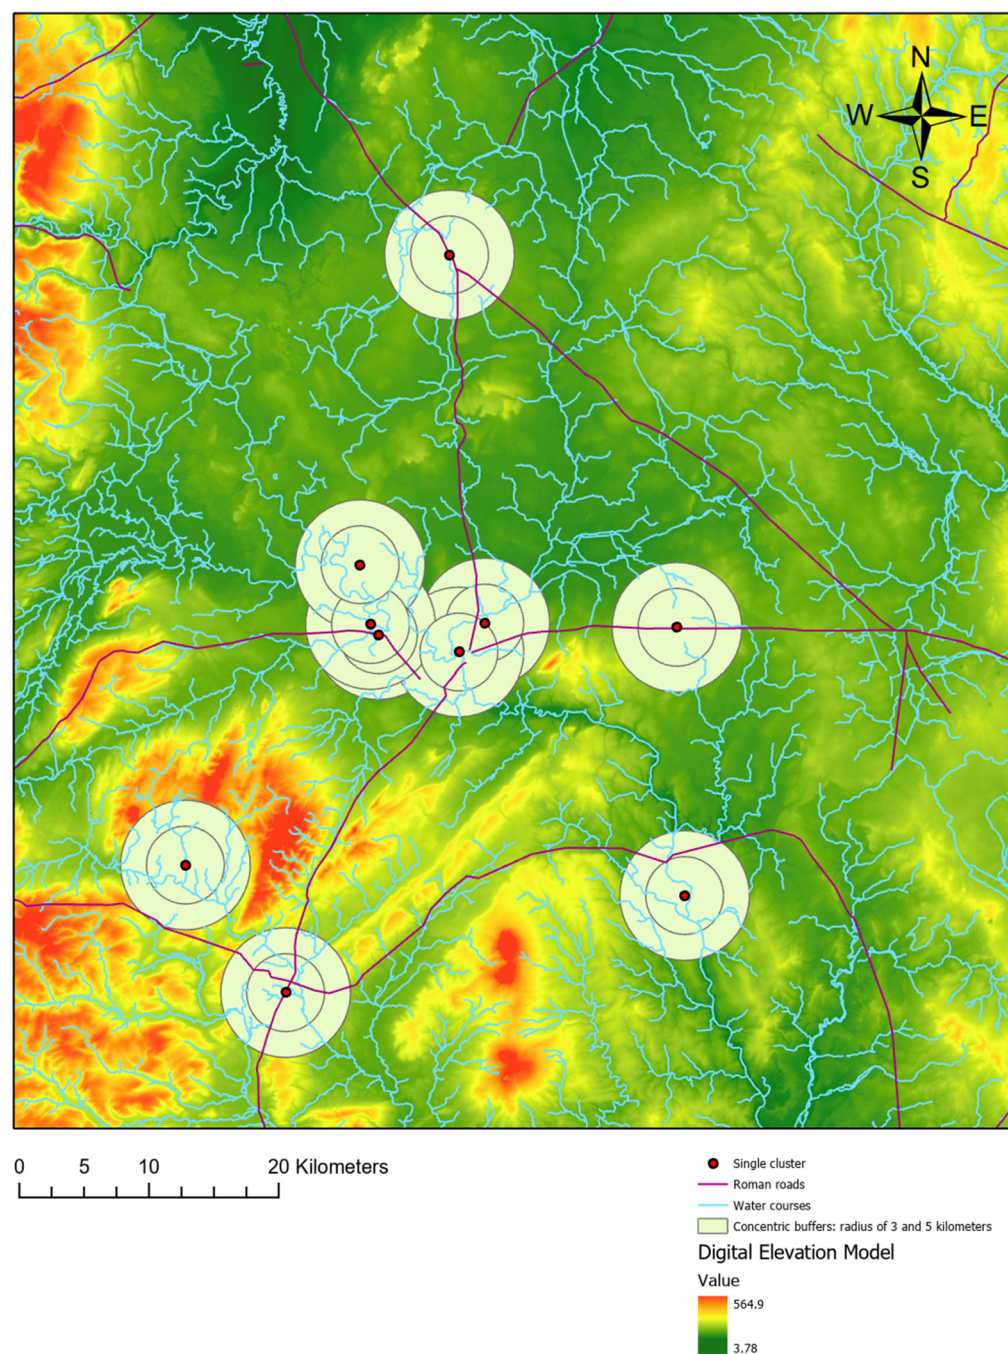 N
W E
S
0 5 10 20 Kilometers
Single cluster
Roman roads
Water courses
Concentric buffers: radius of 3 and 5 kilometers
Digital Elevation Model
Value
564.9
3.78